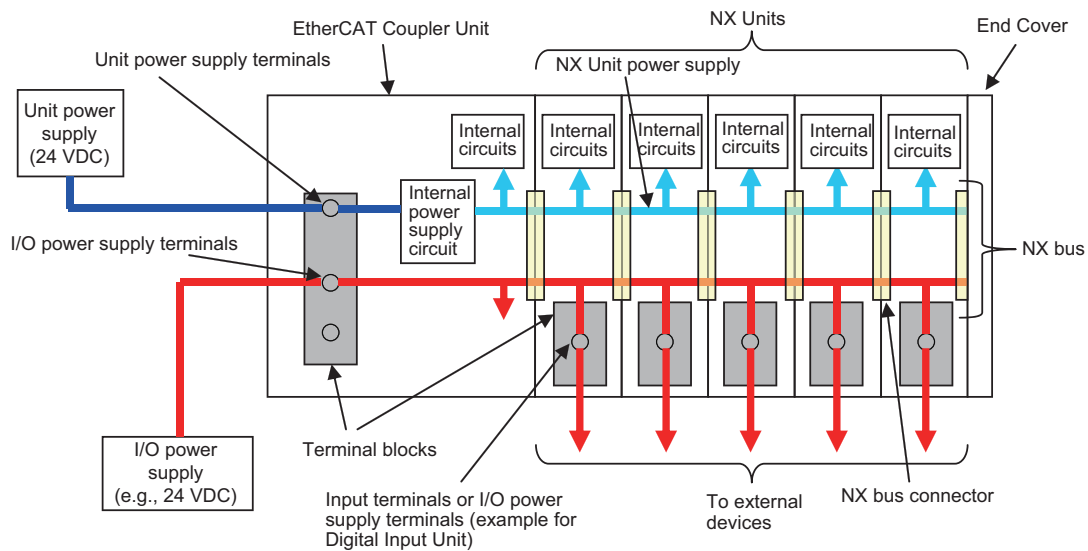 EtherCAT Coupler Unit
NX Units
End Cover
Unit power supply terminals
NX Unit power supply
Unit power
supply
(24 VDC)
Internal
circuits
Internal
circuits
Internal
circuits
Internal
circuits
Internal
circuits
Internal
circuits
Internal
power
supply
circuit
I/O power supply terminals
NX bus
I/O power
supply
(e.g., 24 VDC)
Terminal blocks
Input terminals or I/O power
supply terminals (example for
Digital Input Unit)
To external
devices
NX bus connector